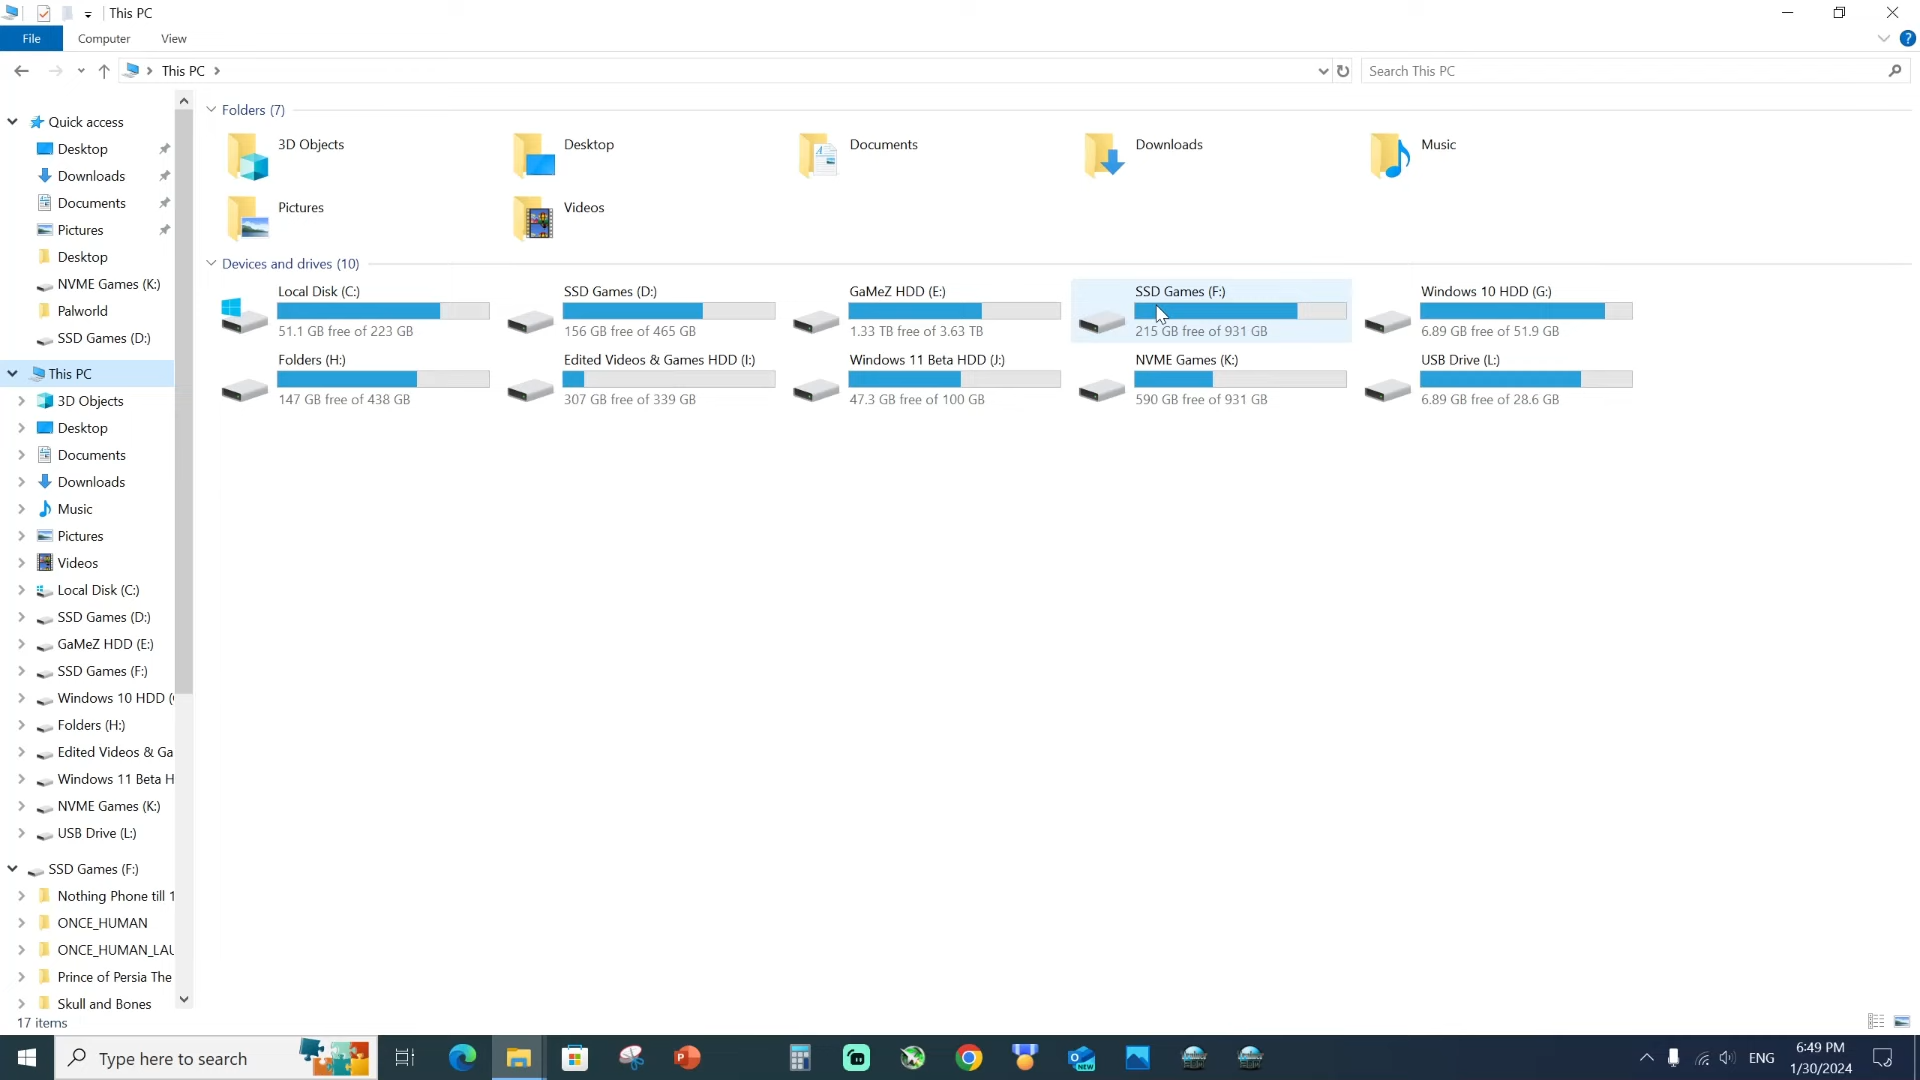 This PC
File
Computer
View
This PC
Search This PC
Quick access
Desktop
Downloads
Documents
Pictures
Desktop
NVME Games (K:)
Palworld
SSD Games (D:)
This PC
3D Objects
Desktop
Documents
Downloads
Music
Pictures
Videos
Local Disk (C:)
SSD Games (D:)
GaMeZ HDD (E:)
SSD Games (F:)
Windows 10 HDD (
Folders (H:)
Edited Videos & Ga
Windows 11 Beta H
NVME Games (K:)
USB Drive (L:)
SSD Games (F:)
Nothing Phone till 1
ONCE_HUMAN
ONCE_HUMAN_LAU
Prince of Persia The
Skull and Bones
17 items
Folders (7)
3D Objects
Desktop
Documents
Downloads
Music
Pictures
Videos
Devices and drives (10)
Local Disk (C:)
51.1 GB free of 223 GB
SSD Games (D:)
156 GB free of 465 GB
GaMeZ HDD (E:)
1.33 TB free of 3.63 TB
SSD Games (F:)
215 GB free of 931 GB
Windows 10 HDD (G:)
6.89 GB free of 51.9 GB
Folders (H:)
147 GB free of 438 GB
Edited Videos & Games HDD (I:)
307 GB free of 339 GB
Windows 11 Beta HDD (J:)
47.3 GB free of 100 GB
NVME Games (K:)
590 GB free of 931 GB
USB Drive (L:)
6.89 GB free of 28.6 GB
Type here to search
NEW
ENG
6:49 PM
1/30/2024